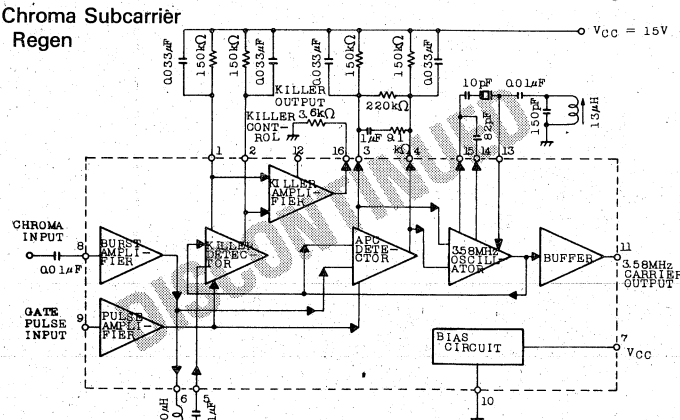 Chroma Subcarrier
Regen
VCC = 15V
0.033μF
150kΩ
150kΩ
0.033μF
0.033μF
150kΩ
150kΩ
0.033μF
KILLER
OUTPUT
3.6kΩ
KILLER
CONT-
ROL
220kΩ
1μF
9.1
kΩ
10pF
0.01μF
82pF
150pF
13μH
1
2
12
16
3
4
15
14
13
KILLER
AMPLI-
FIER
CHROMA
INPUT
8
0.01μF
BURST
AMPLI-
FIER
KILLER
DETEC-
TOR
APC
DETE-
CTOR
3.58MHz
OSCILL-
ATOR
BUFFER
11
3.58MHz
CARRIER
OUTPUT
GATE
PULSE
INPUT
9
PULSE
AMPLI-
FIER
BIAS
CIRCUIT
7
VCC
6
5
10
DISCONTINUED